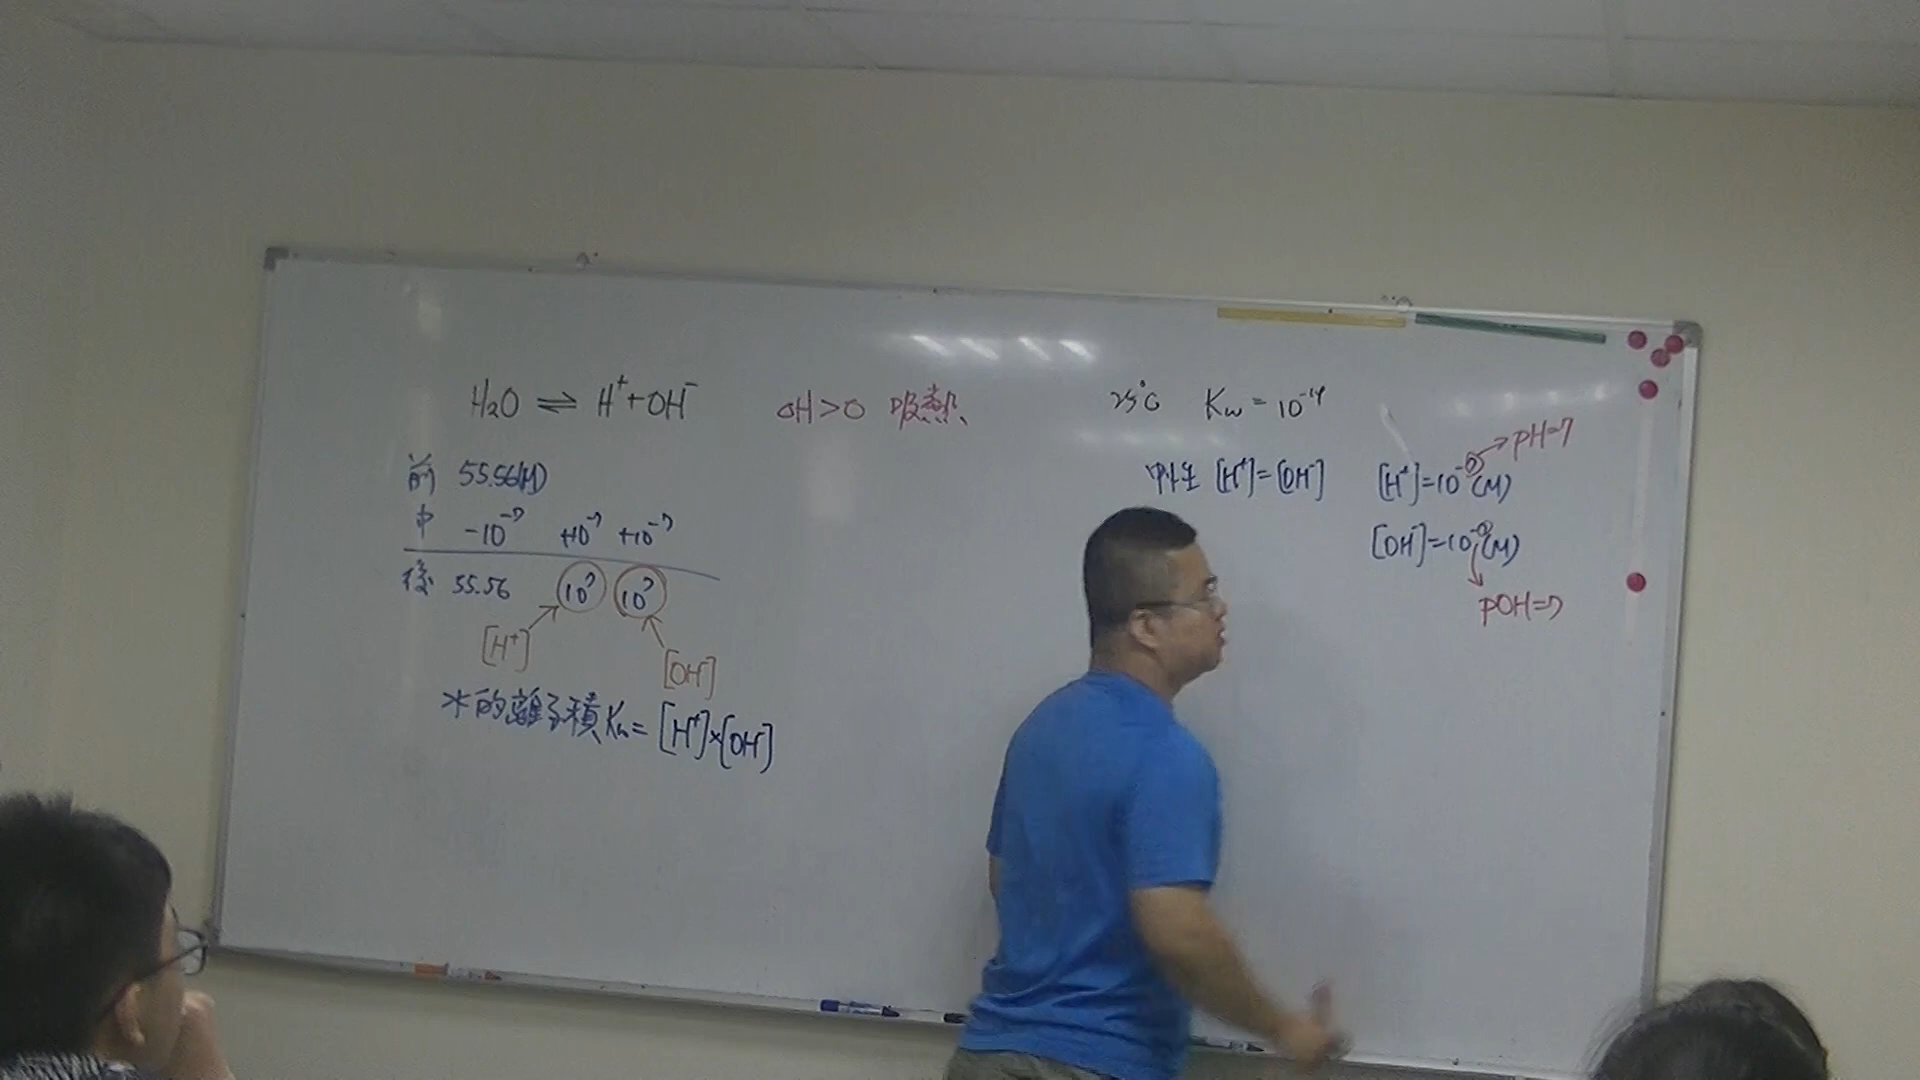 H₂O ⇌ H⁺+OH⁻
ΔH>0 吸熱
前 55.56(M)
中 -10⁻⁷ +10⁻⁷ +10⁻⁷
後 55.56 10⁻⁷ 10⁻⁷
[H⁺]
[OH⁻]
水的離子積 Kw= [H⁺]×[OH⁻]
25°C Kw = 10⁻¹⁴
中性 [H⁺]=[OH⁻]
[H⁺]=10⁻⁷(M)
pH=7
[OH⁻]=10⁻⁷(M)
pOH=7